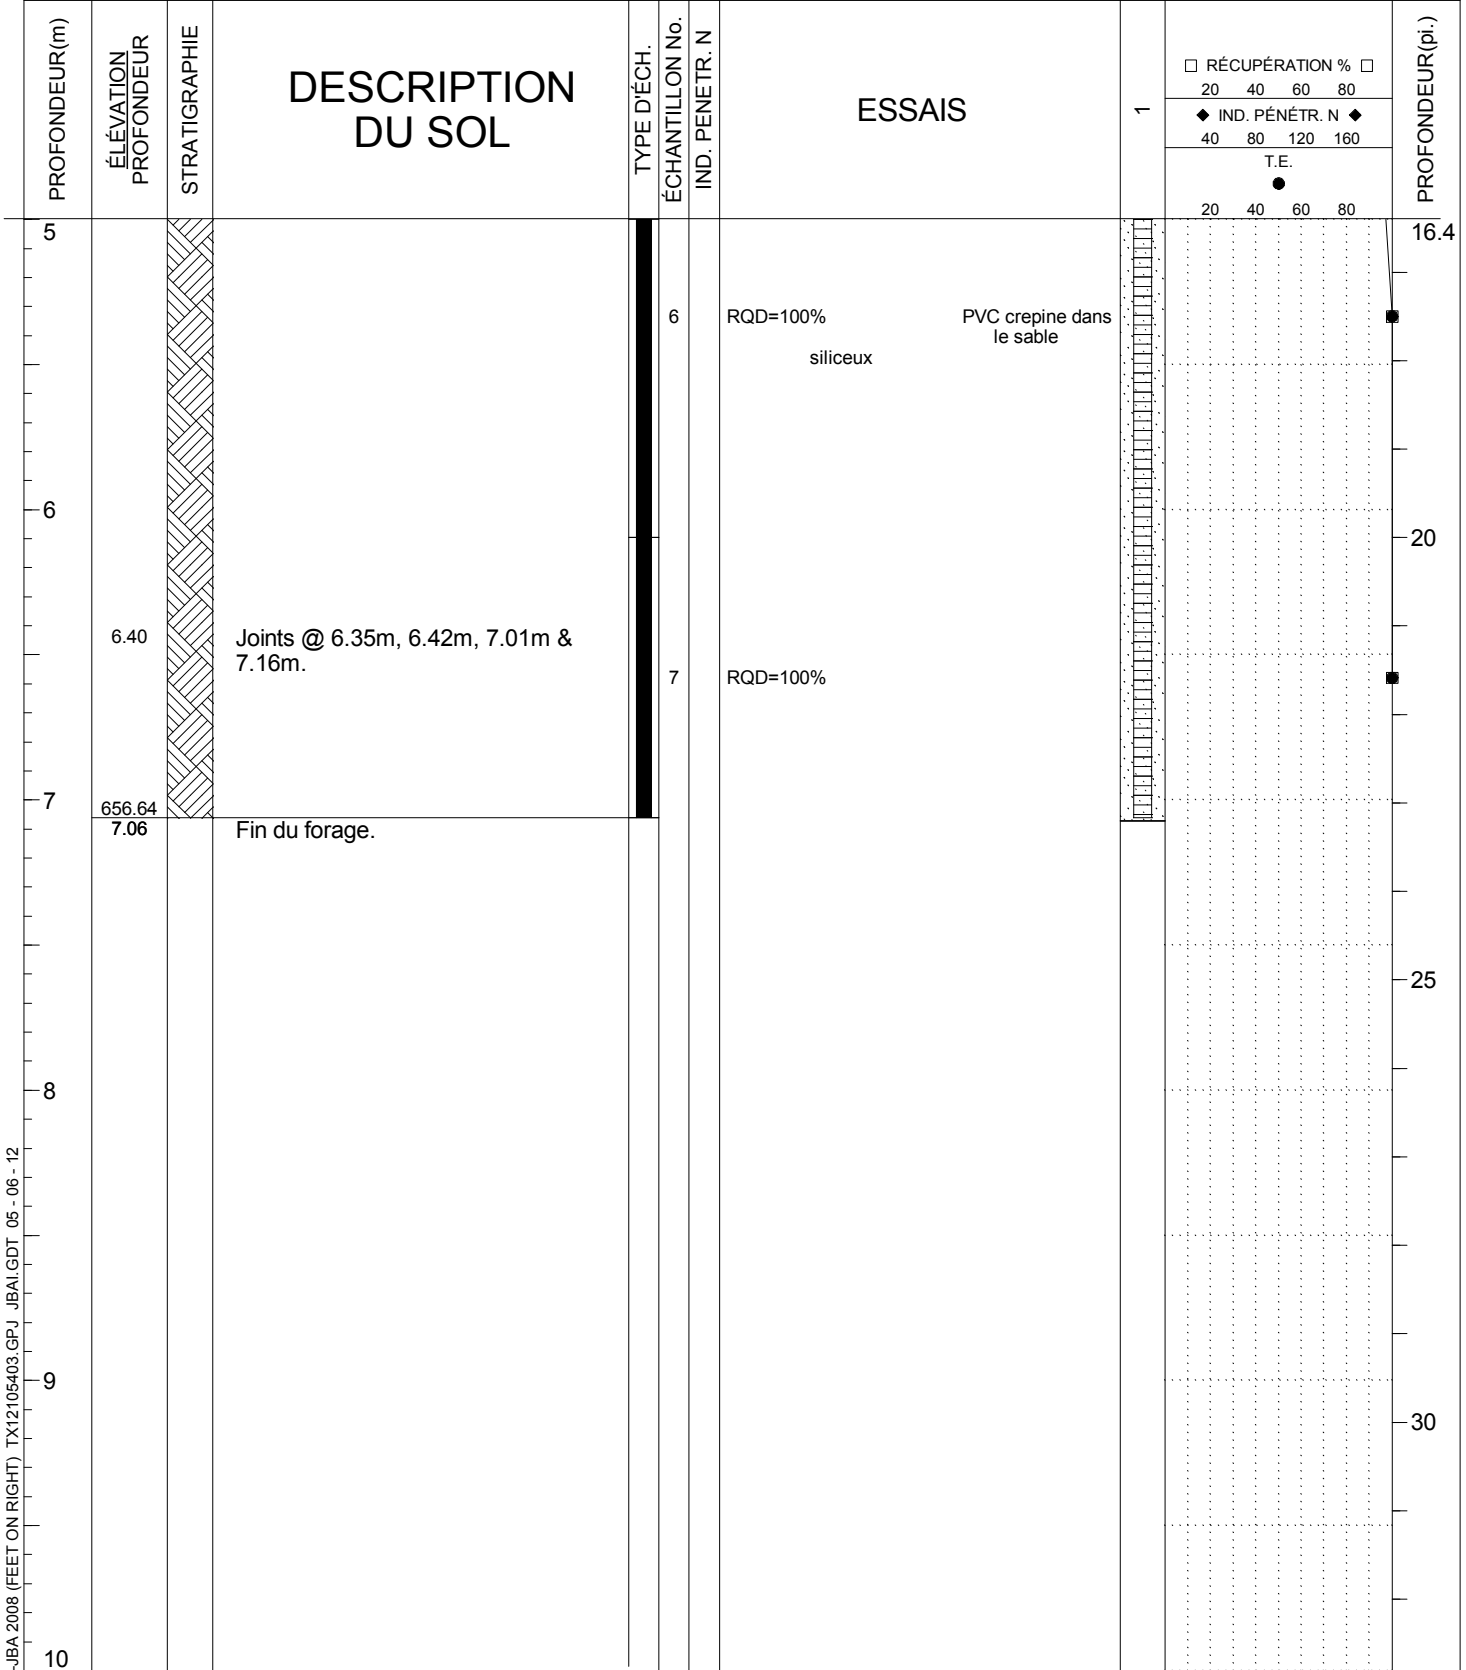 PROFONDEUR(m)
ÉLÉVATION
PROFONDEUR
STRATIGRAPHIE
DESCRIPTION
DU SOL
TYPE D'ÉCH.
ÉCHANTILLON No.
IND. PENETR. N
ESSAIS
1
□ RÉCUPÉRATION % □
20 40 60 80
◆ IND. PÉNÉTR. N ◆
40 80 120 160
T.E.
●
20 40 60 80
PROFONDEUR(pi.)
5
16.4
6 RQD=100% PVC crepine dans
le sable
siliceux
6
20
6.40 Joints @ 6.35m, 6.42m, 7.01m &
7.16m.
7 RQD=100%
7
656.64
7.06 Fin du forage.
25
8
9
30
10
-JBA 2008 (FEET ON RIGHT) TX12105403.GPJ JBAI.GDT 05 - 06 - 12